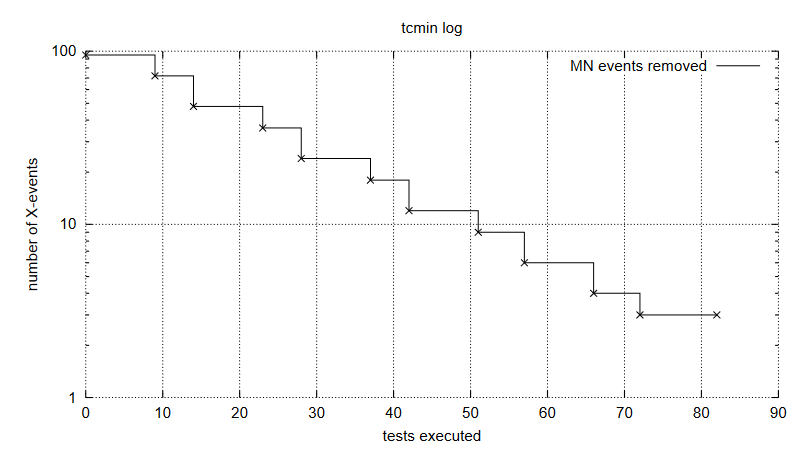 tcmin log
100
MN events removed
number of X-events
10
1
0 10 20 30 40 50 60 70 80 90
tests executed